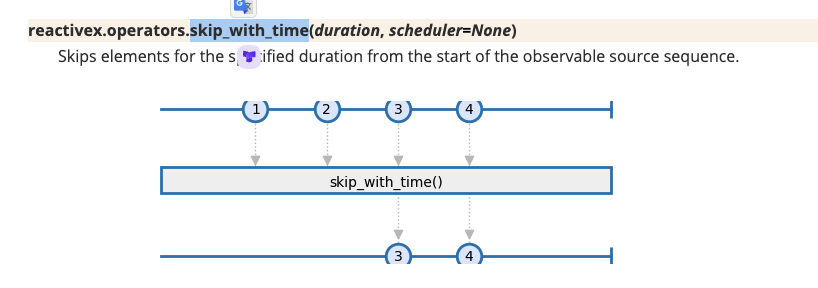 reactivex.operators.skip_with_time(duration, scheduler=None)
Skips elements for the s ified duration from the start of the observable source sequence.
1 2 3 4
skip_with_time()
3 4